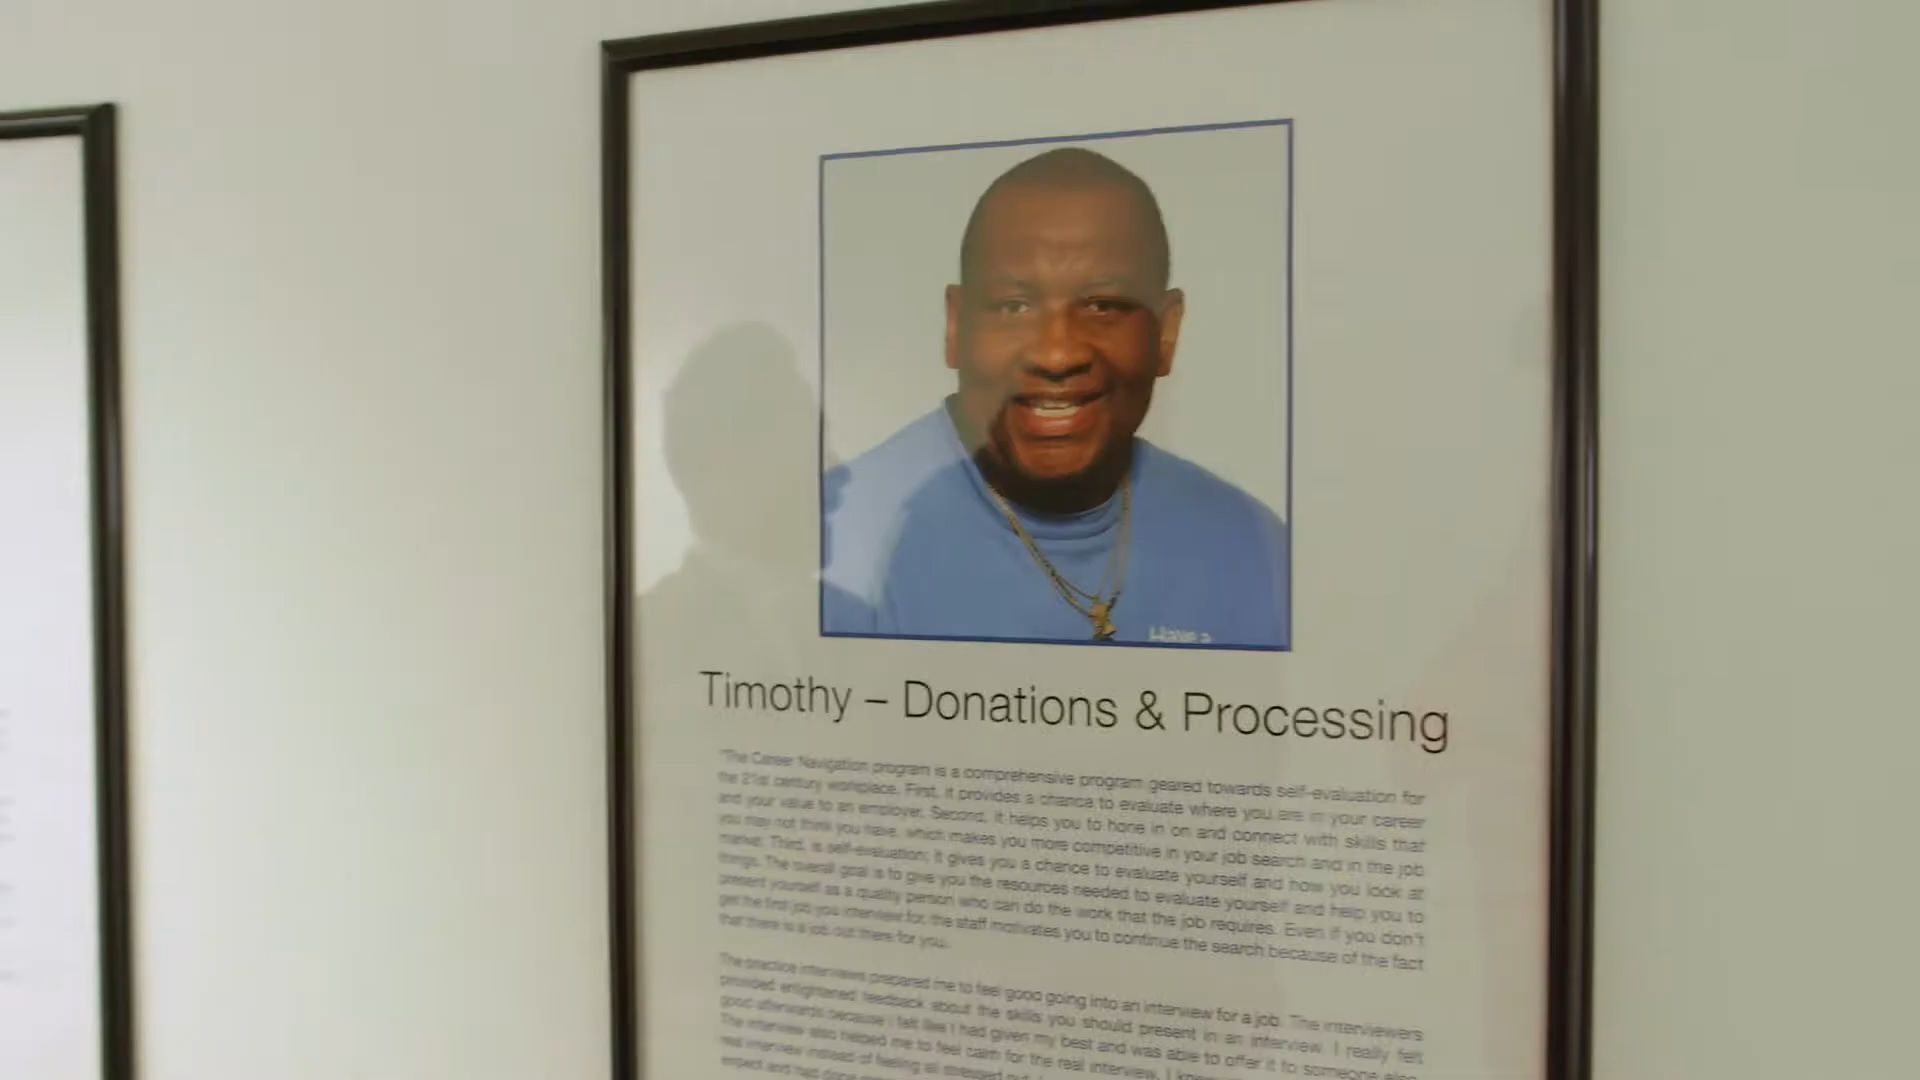 Have a
Timothy – Donations & Processing
"The Career Navigation program is a comprehensive program geared towards self-evaluation for
the 21st century workplace. First, it provides a chance to evaluate where you are in your career
and your value to an employer. Second, it helps you to hone in on and connect with skills that
you may not think you have, which makes you more competitive in your job search and in the job
market. Third, is self-evaluation; it gives you a chance to evaluate yourself and how you look at
things. The overall goal is to give you the resources needed to evaluate yourself and help you to
present yourself as a quality person who can do the work that the job requires. Even if you don't
get the first job you interview for, the staff motivates you to continue the search because of the fact
that there is a job out there for you.
The practice interviews prepared me to feel good going into an interview for a job. The interviewers
provided enlightened feedback about the skills you should present in an interview. I really felt
good afterwards because I felt like I had given my best and was able to offer it to someone else.
The interview also helped me to feel calm for the real interview. I
real interview instead of feeling all stressed out.